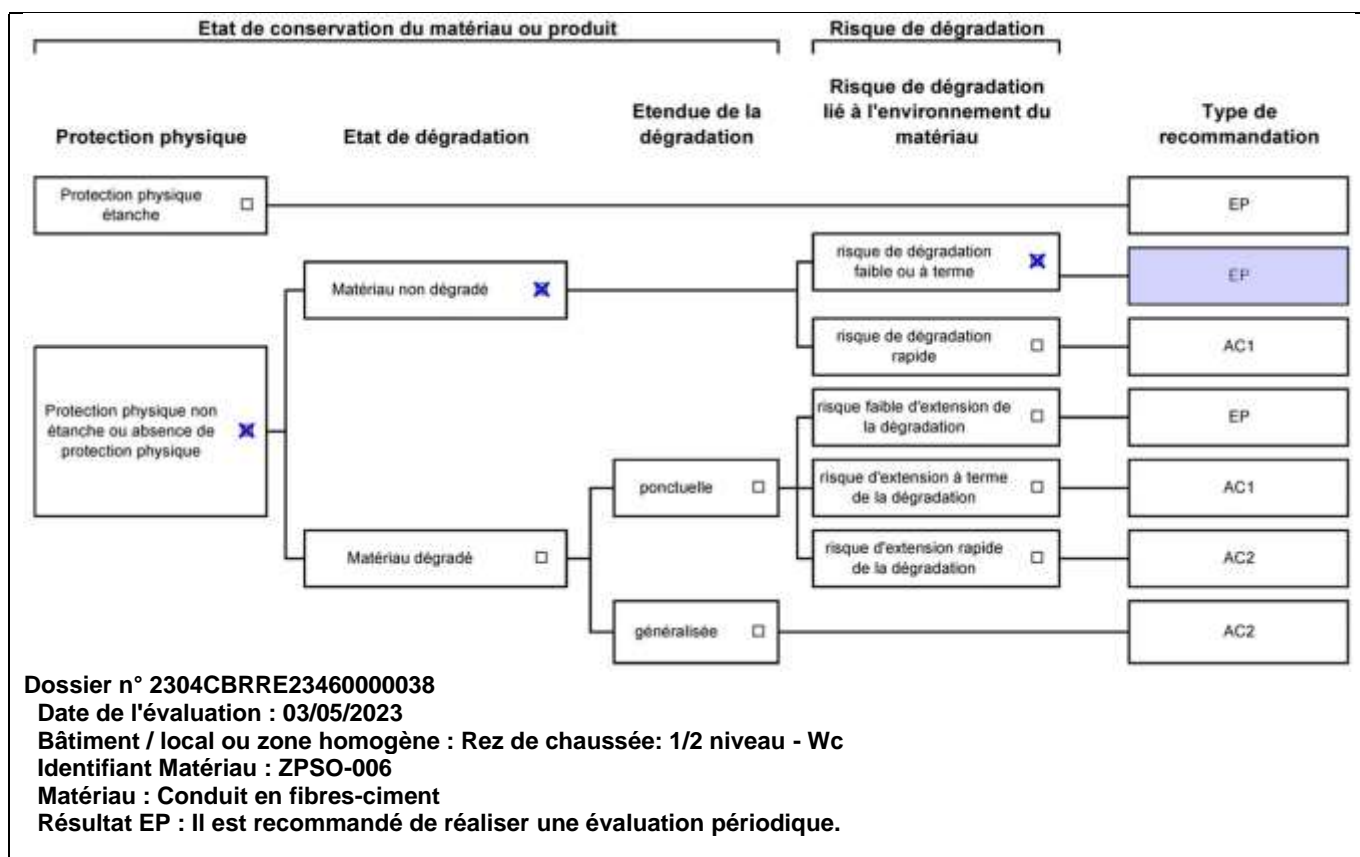 Etat de conservation du matériau ou produit
Risque de dégradation
Protection physique
Etat de dégradation
Etendue de la
dégradation
Risque de dégradation
lié à l'environnement du
matériau
Type de
recommandation
Protection physique
étanche
EP
Matériau non dégradé
risque de dégradation
faible ou à terme
EP
risque de dégradation
rapide
AC1
Protection physique non
étanche ou absence de
protection physique
risque faible d'extension de
la dégradation
EP
ponctuelle
risque d'extension à terme
de la dégradation
AC1
Matériau dégradé
risque d'extension rapide
de la dégradation
AC2
généralisée
AC2
Dossier n° 2304CBRRE23460000038
Date de l'évaluation : 03/05/2023
Bâtiment / local ou zone homogène : Rez de chaussée: 1/2 niveau - Wc
Identifiant Matériau : ZPSO-006
Matériau : Conduit en fibres-ciment
Résultat EP : Il est recommandé de réaliser une évaluation périodique.